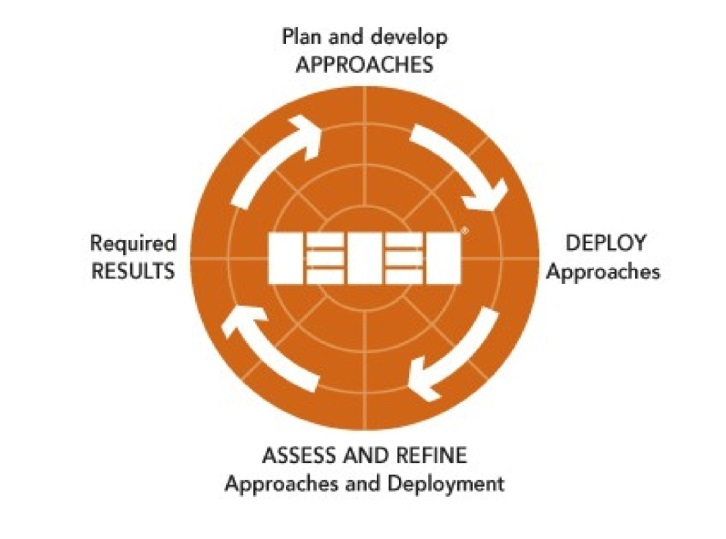 Plan and develop
APPROACHES
Required
RESULTS
®
DEPLOY
Approaches
ASSESS AND REFINE
Approaches and Deployment